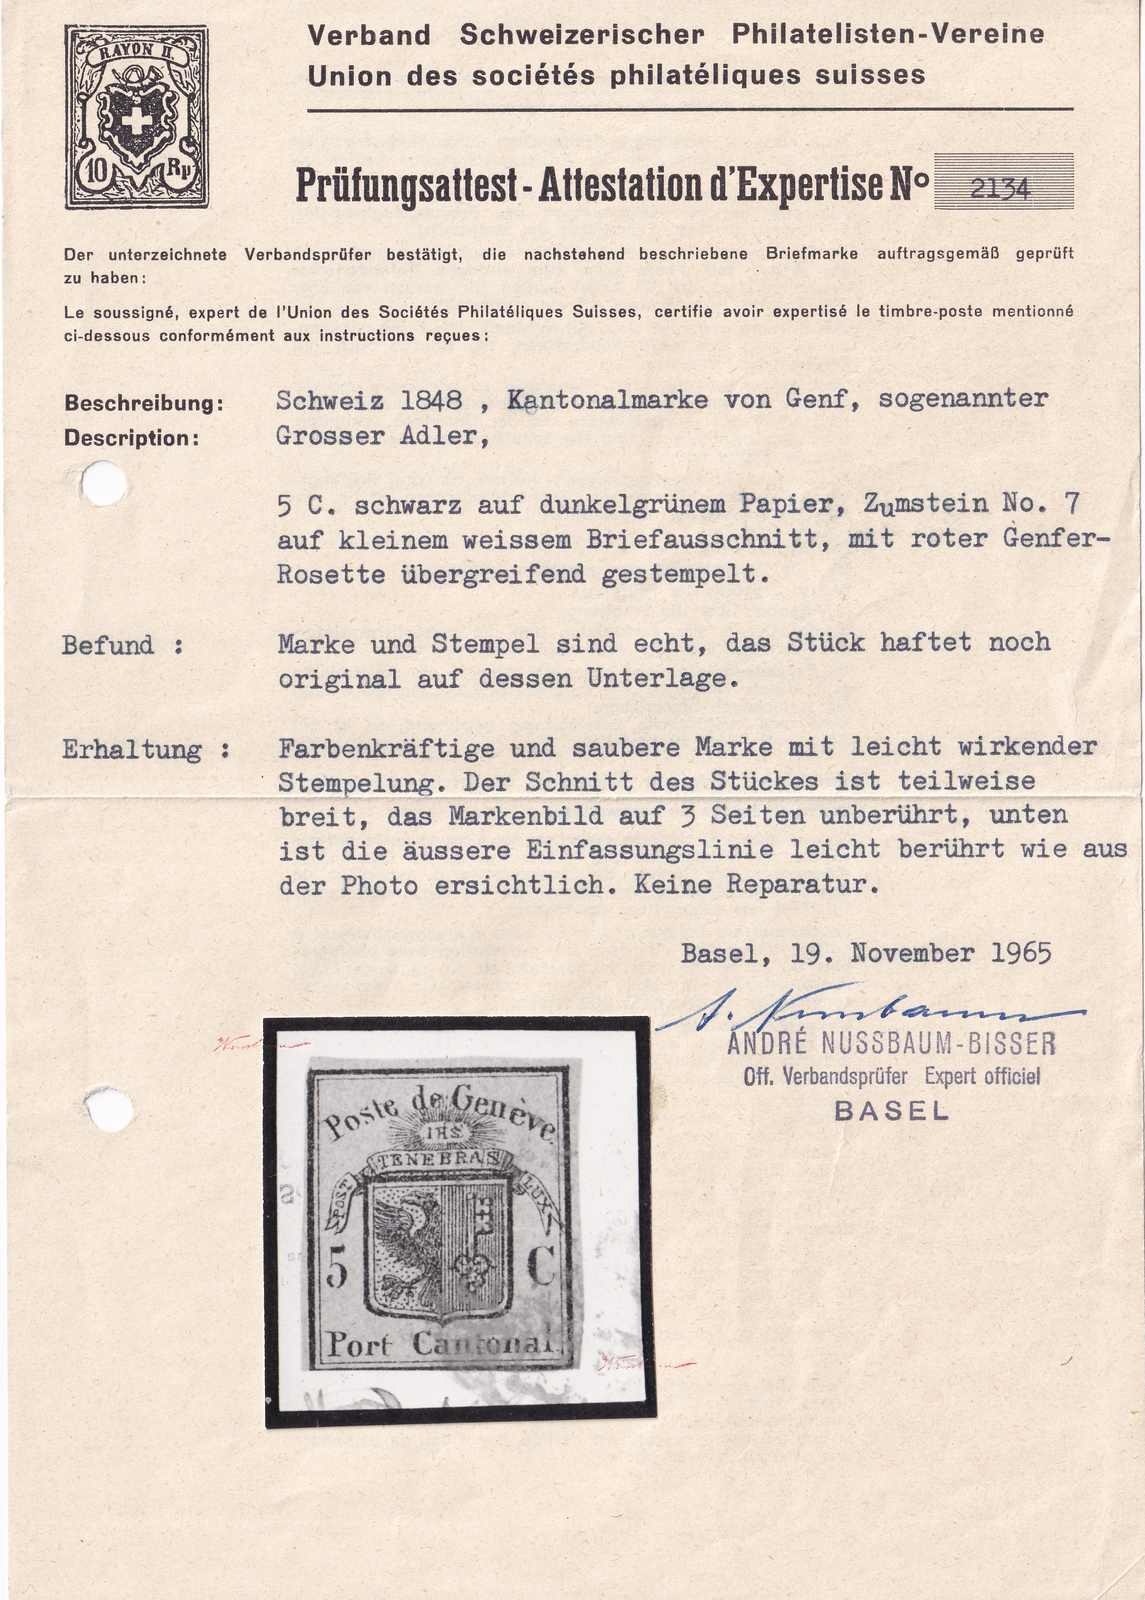 RAYON II.
10 Rp
Verband Schweizerischer Philatelisten-Vereine
Union des sociétés philatéliques suisses
Prüfungsattest - Attestation d'Expertise No 2134
Der unterzeichnete Verbandsprüfer bestätigt, die nachstehend beschriebene Briefmarke auftragsgemäß geprüft
zu haben:
Le soussigné, expert de l'Union des Sociétés Philatéliques Suisses, certifie avoir expertisé le timbre-poste mentionné
ci-dessous conformément aux instructions reçues:
Beschreibung: Schweiz 1848 , Kantonalmarke von Genf, sogenannter
Description: Grosser Adler,
5 C. schwarz auf dunkelgrünem Papier, Zumstein No. 7
auf kleinem weissem Briefausschnitt, mit roter Genfer-
Rosette übergreifend gestempelt.
Befund : Marke und Stempel sind echt, das Stück haftet noch
original auf dessen Unterlage.
Erhaltung : Farbenkräftige und saubere Marke mit leicht wirkender
Stempelung. Der Schnitt des Stückes ist teilweise
breit, das Markenbild auf 3 Seiten unberührt, unten
ist die äussere Einfassungslinie leicht berührt wie aus
der Photo ersichtlich. Keine Reparatur.
Basel, 19. November 1965
A. Nussbaum
ANDRÉ NUSSBAUM-BISSER
Off. Verbandsprüfer Expert officiel
BASEL
Poste de Genève
IHS
POST TENEBRAS LUX
5 C
Port Cantonal